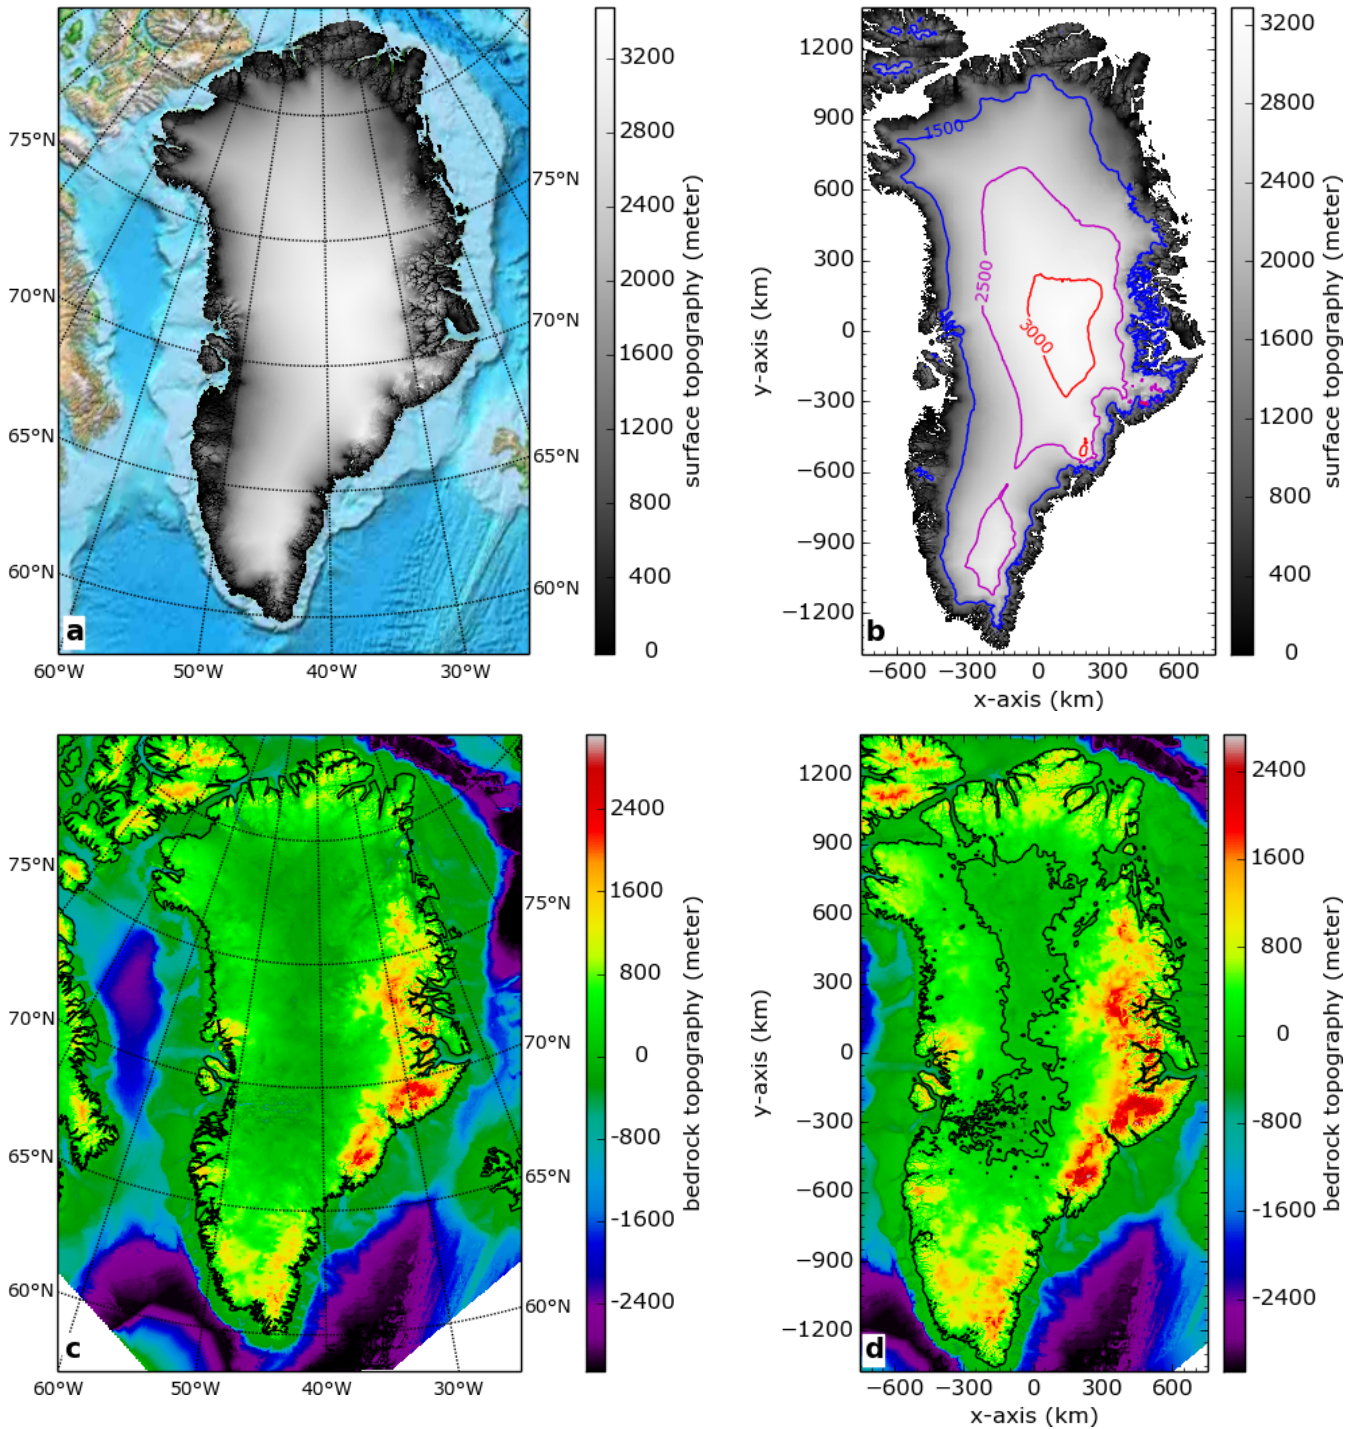 75°N
70°N
65°N
60°N
75°N
70°N
65°N
60°N
60°W
50°W
40°W
30°W
a
3200
2800
2400
2000
1600
1200
800
400
0
surface topography (meter)
1200
900
600
300
0
−300
−600
−900
−1200
y-axis (km)
1500
2500
3000
b
−600
−300
0
300
600
x-axis (km)
3200
2800
2400
2000
1600
1200
800
400
0
surface topography (meter)
75°N
70°N
65°N
60°N
75°N
70°N
65°N
60°N
60°W
50°W
40°W
30°W
c
2400
1600
800
0
-800
-1600
-2400
bedrock topography (meter)
1200
900
600
300
0
−300
−600
−900
−1200
y-axis (km)
d
−600
−300
0
300
600
x-axis (km)
2400
1600
800
0
-800
-1600
-2400
bedrock topography (meter)